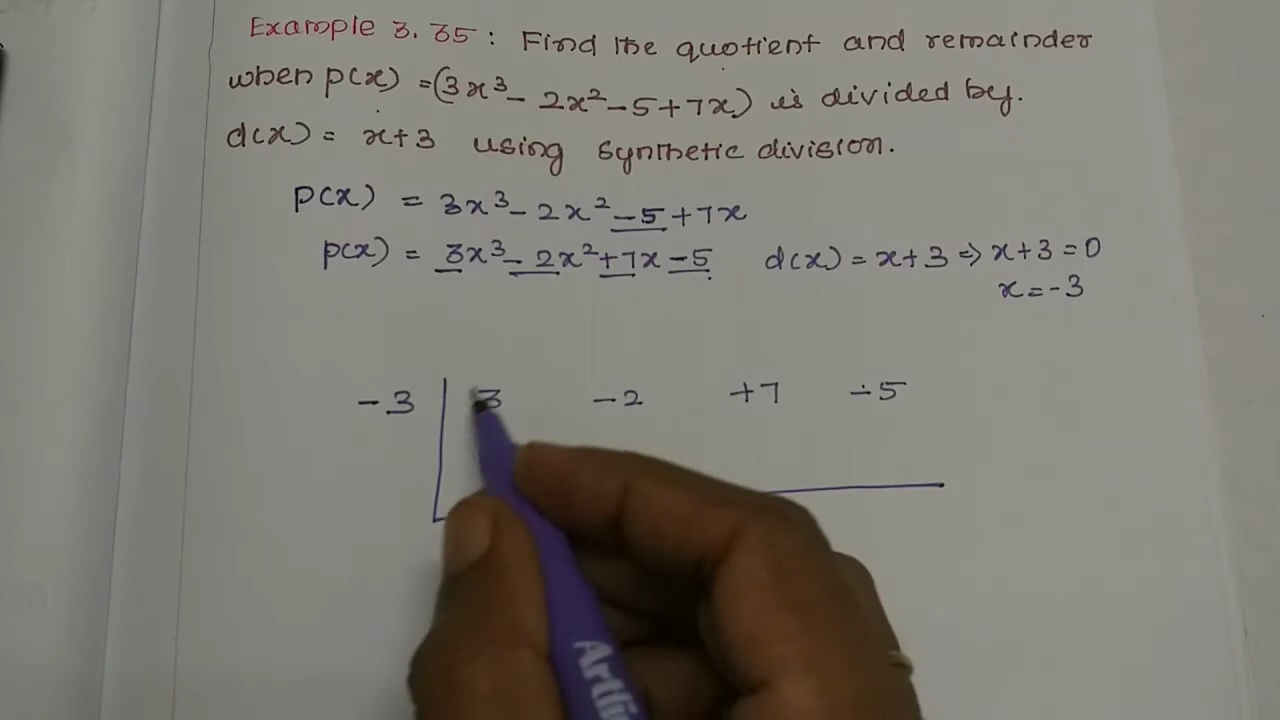 Example 3.35: Find the quotient and remainder
when p(x) = (3x³ - 2x² - 5 + 7x) is divided by.
d(x) = x+3 using synthetic division.
p(x) = 3x³ - 2x² - 5 + 7x
p(x) = 3x³ - 2x² + 7x - 5 d(x) = x + 3 ⇒ x + 3 = 0
x = -3
-3 3 -2 +7 -5